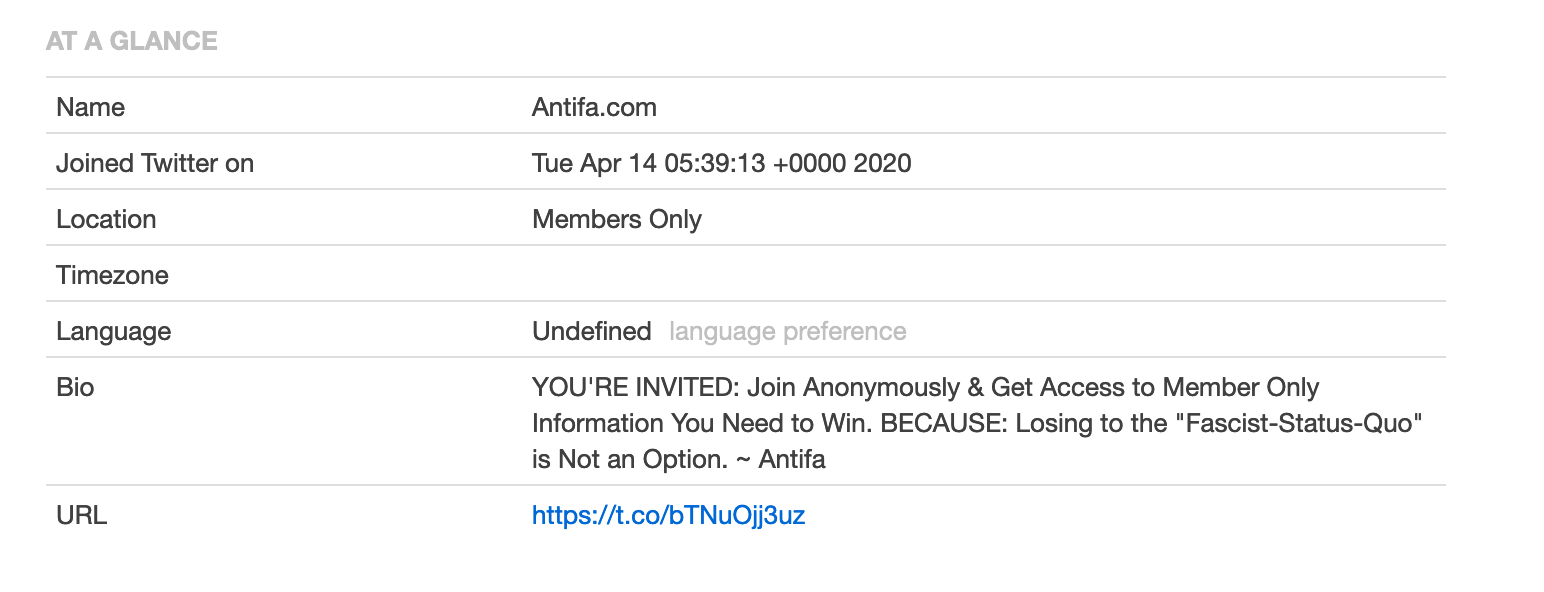 AT A GLANCE
Name Antifa.com
Joined Twitter on Tue Apr 14 05:39:13 +0000 2020
Location Members Only
Timezone
Language Undefined language preference
Bio YOU'RE INVITED: Join Anonymously & Get Access to Member Only
Information You Need to Win. BECAUSE: Losing to the "Fascist-Status-Quo"
is Not an Option. ~ Antifa
URL https://t.co/bTNuOjj3uz